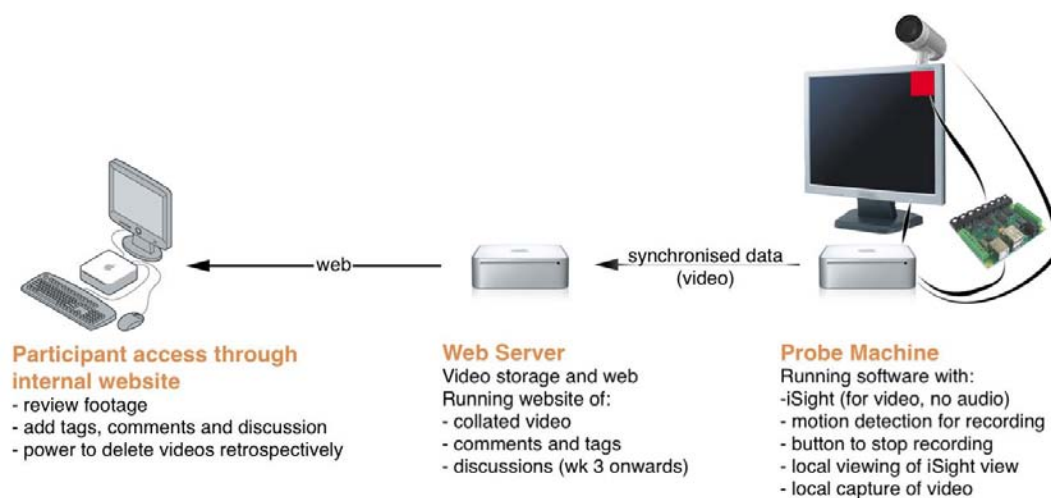 web
synchronised data
(video)
Participant access through
internal website
- review footage
- add tags, comments and discussion
- power to delete videos retrospectively
Web Server
Video storage and web
Running website of:
- collated video
- comments and tags
- discussions (wk 3 onwards)
Probe Machine
Running software with:
-iSight (for video, no audio)
- motion detection for recording
- button to stop recording
- local viewing of iSight view
- local capture of video